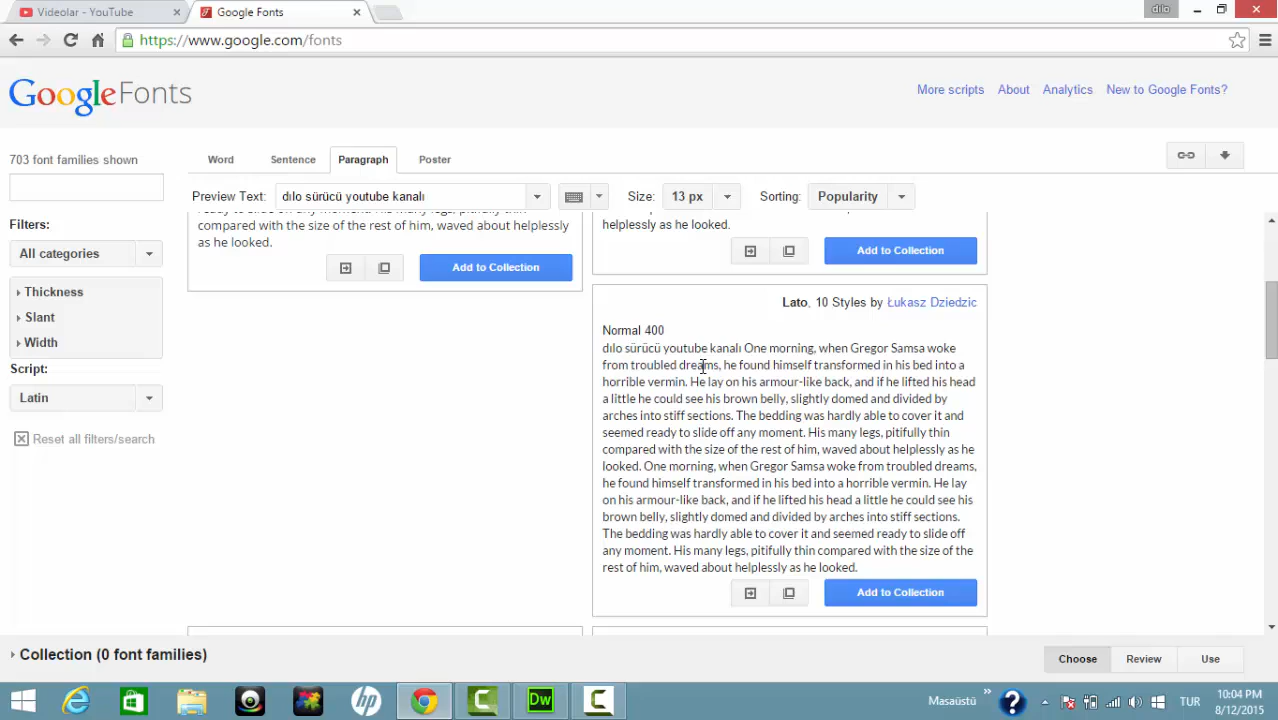 Videolar - YouTube
Google Fonts
dilo
https://www.google.com/fonts
Google Fonts
More scripts About Analytics New to Google Fonts?
703 font families shown
Word Sentence Paragraph Poster
Preview Text: dılo sürücü youtube kanalı Size: 13 px Sorting: Popularity
Filters:
All categories
Thickness
Slant
Width
Script:
Latin
Reset all filters/search
compared with the size of the rest of him, waved about helplessly
as he looked.
Add to Collection
helplessly as he looked.
Add to Collection
Lato, 10 Styles by Łukasz Dziedzic
Normal 400
dılo sürücü youtube kanalı One morning, when Gregor Samsa woke
from troubled dreams, he found himself transformed in his bed into a
horrible vermin. He lay on his armour-like back, and if he lifted his head
a little he could see his brown belly, slightly domed and divided by
arches into stiff sections. The bedding was hardly able to cover it and
seemed ready to slide off any moment. His many legs, pitifully thin
compared with the size of the rest of him, waved about helplessly as he
looked. One morning, when Gregor Samsa woke from troubled dreams,
he found himself transformed in his bed into a horrible vermin. He lay
on his armour-like back, and if he lifted his head a little he could see his
brown belly, slightly domed and divided by arches into stiff sections.
The bedding was hardly able to cover it and seemed ready to slide off
any moment. His many legs, pitifully thin compared with the size of the
rest of him, waved about helplessly as he looked.
Add to Collection
Collection (0 font families)
Choose Review Use
hp
Dw
Masaüstü
TUR
10:04 PM
8/12/2015